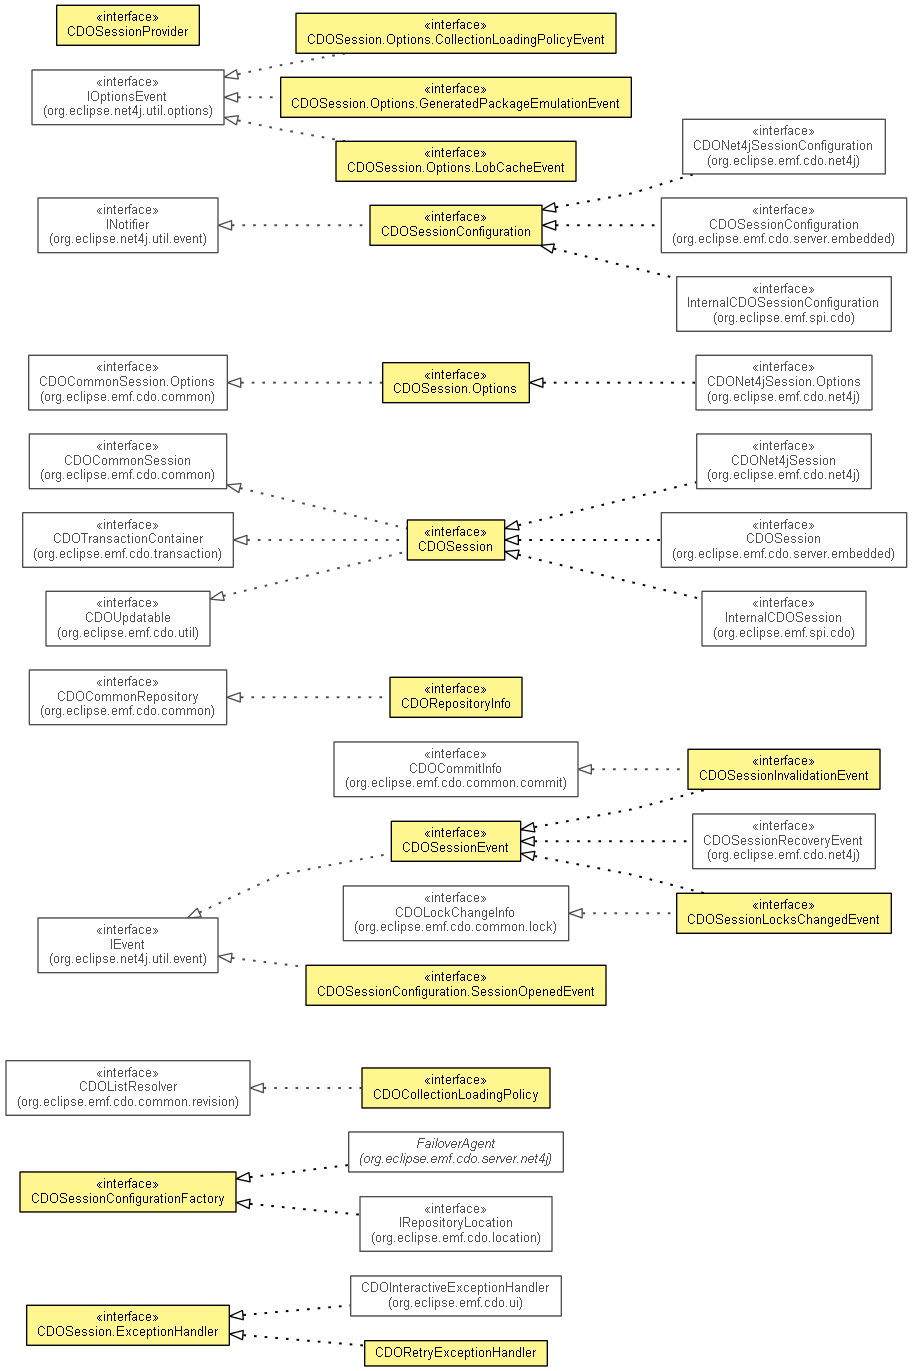 «interface»
CDOSessionProvider
«interface»
CDOSession.Options.CollectionLoadingPolicyEvent
«interface»
IOptionsEvent
(org.eclipse.net4j.util.options)
«interface»
CDOSession.Options.GeneratedPackageEmulationEvent
«interface»
CDOSession.Options.LobCacheEvent
«interface»
CDONet4jSessionConfiguration
(org.eclipse.emf.cdo.net4j)
«interface»
INotifier
(org.eclipse.net4j.util.event)
«interface»
CDOSessionConfiguration
«interface»
CDOSessionConfiguration
(org.eclipse.emf.cdo.server.embedded)
«interface»
InternalCDOSessionConfiguration
(org.eclipse.emf.spi.cdo)
«interface»
CDOCommonSession.Options
(org.eclipse.emf.cdo.common)
«interface»
CDOSession.Options
«interface»
CDONet4jSession.Options
(org.eclipse.emf.cdo.net4j)
«interface»
CDOCommonSession
(org.eclipse.emf.cdo.common)
«interface»
CDONet4jSession
(org.eclipse.emf.cdo.net4j)
«interface»
CDOTransactionContainer
(org.eclipse.emf.cdo.transaction)
«interface»
CDOSession
«interface»
CDOSession
(org.eclipse.emf.cdo.server.embedded)
«interface»
CDOUpdatable
(org.eclipse.emf.cdo.util)
«interface»
InternalCDOSession
(org.eclipse.emf.spi.cdo)
«interface»
CDOCommonRepository
(org.eclipse.emf.cdo.common)
«interface»
CDORepositoryInfo
«interface»
CDOCommitInfo
(org.eclipse.emf.cdo.common.commit)
«interface»
CDOSessionInvalidationEvent
«interface»
CDOSessionEvent
«interface»
CDOSessionRecoveryEvent
(org.eclipse.emf.cdo.net4j)
«interface»
CDOLockChangeInfo
(org.eclipse.emf.cdo.common.lock)
«interface»
CDOSessionLocksChangedEvent
«interface»
IEvent
(org.eclipse.net4j.util.event)
«interface»
CDOSessionConfiguration.SessionOpenedEvent
«interface»
CDOListResolver
(org.eclipse.emf.cdo.common.revision)
«interface»
CDOCollectionLoadingPolicy
FailoverAgent
(org.eclipse.emf.cdo.server.net4j)
«interface»
CDOSessionConfigurationFactory
«interface»
IRepositoryLocation
(org.eclipse.emf.cdo.location)
CDOInteractiveExceptionHandler
(org.eclipse.emf.cdo.ui)
«interface»
CDOSession.ExceptionHandler
CDORetryExceptionHandler